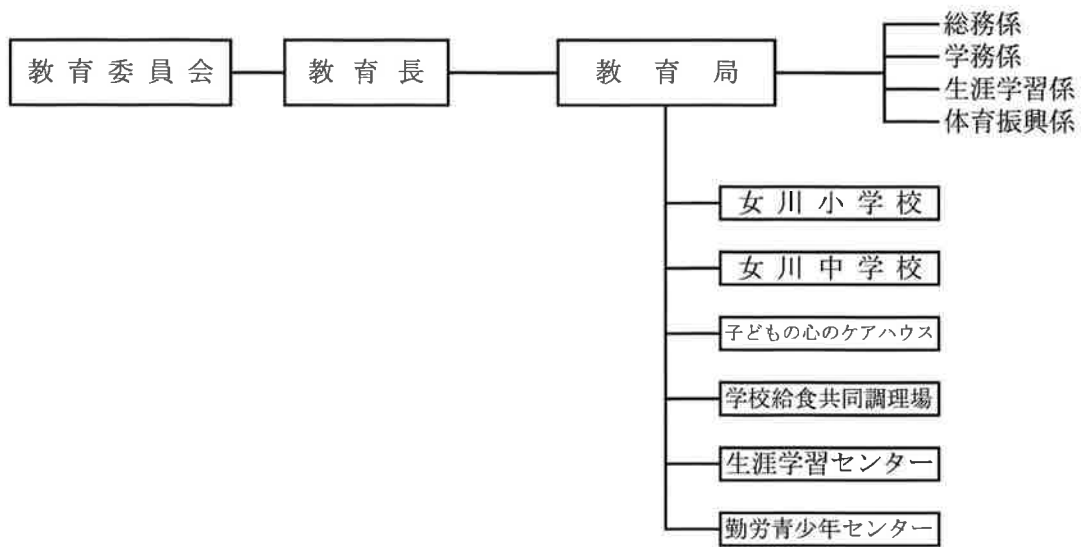 教育委員会
教育長
教育局
総務係
学務係
生涯学習係
体育振興係
女川小学校
女川中学校
子どもの心のケアハウス
学校給食共同調理場
生涯学習センター
勤労青少年センター